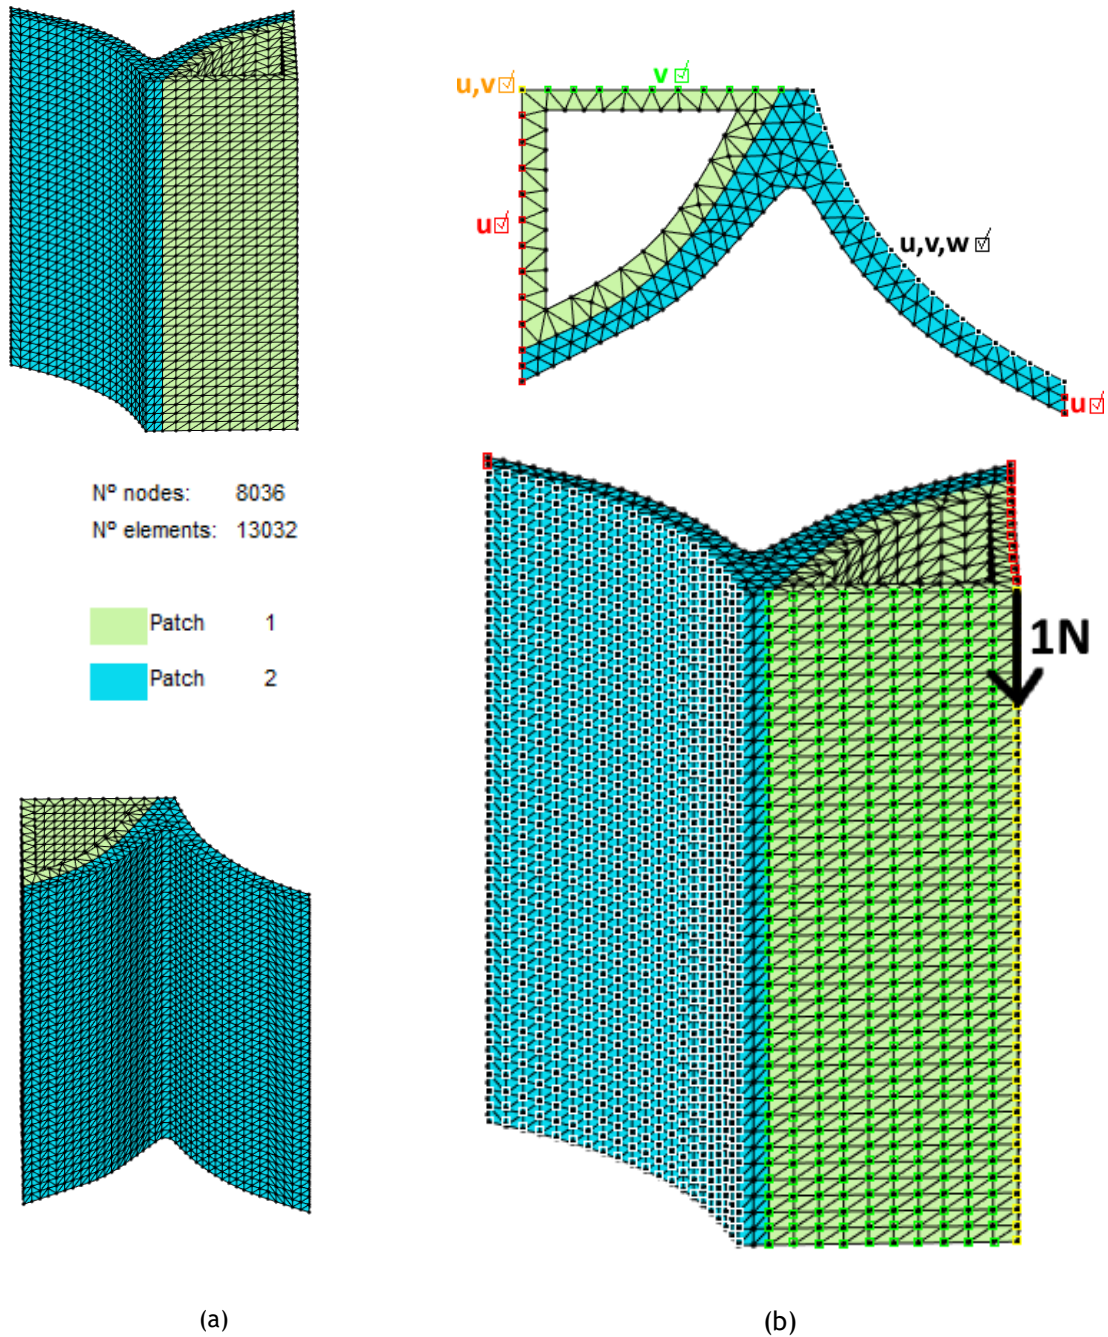 u,v
v
u
u,v,w
u
Nº nodes: 8036
Nº elements: 13032
Patch 1
Patch 2
1N
(a)
(b)